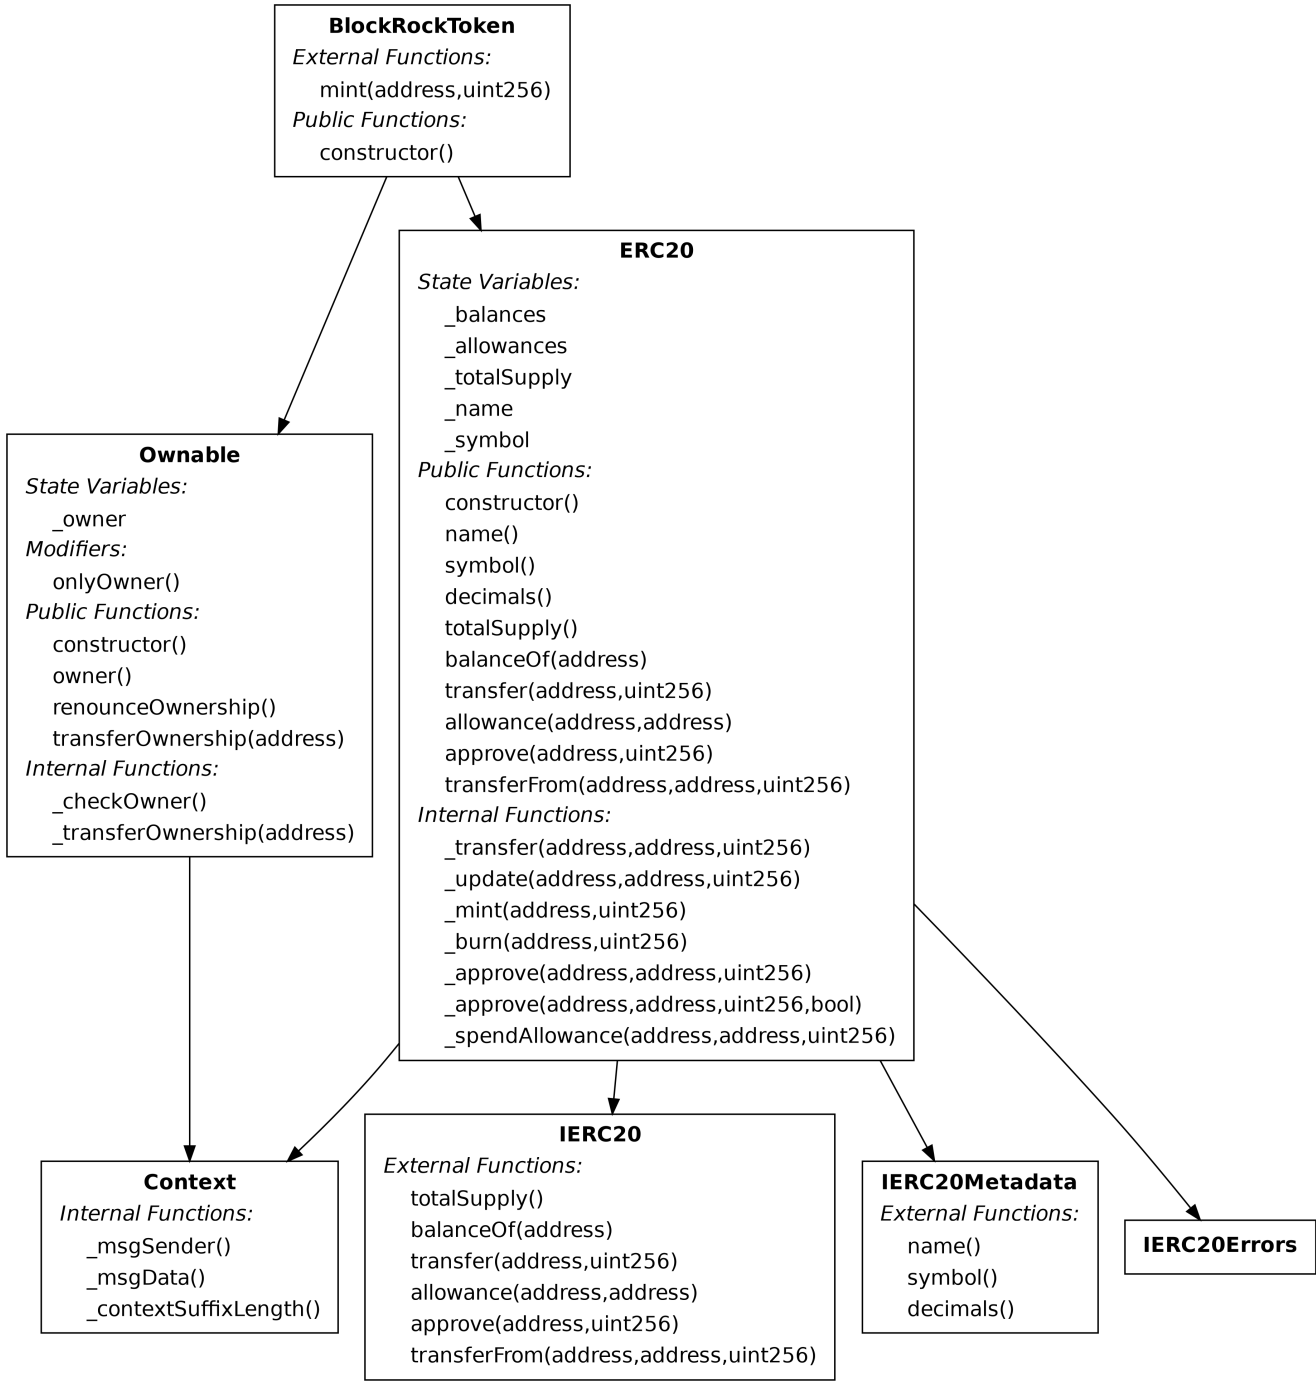 BlockRockToken
External Functions:
mint(address,uint256)
Public Functions:
constructor()
ERC20
State Variables:
_balances
_allowances
_totalSupply
_name
_symbol
Public Functions:
constructor()
name()
symbol()
decimals()
totalSupply()
balanceOf(address)
transfer(address,uint256)
allowance(address,address)
approve(address,uint256)
transferFrom(address,address,uint256)
Internal Functions:
_transfer(address,address,uint256)
_update(address,address,uint256)
_mint(address,uint256)
_burn(address,uint256)
_approve(address,address,uint256)
_approve(address,address,uint256,bool)
_spendAllowance(address,address,uint256)
Ownable
State Variables:
_owner
Modifiers:
onlyOwner()
Public Functions:
constructor()
owner()
renounceOwnership()
transferOwnership(address)
Internal Functions:
_checkOwner()
_transferOwnership(address)
Context
Internal Functions:
_msgSender()
_msgData()
_contextSuffixLength()
IERC20
External Functions:
totalSupply()
balanceOf(address)
transfer(address,uint256)
allowance(address,address)
approve(address,uint256)
transferFrom(address,address,uint256)
IERC20Metadata
External Functions:
name()
symbol()
decimals()
IERC20Errors